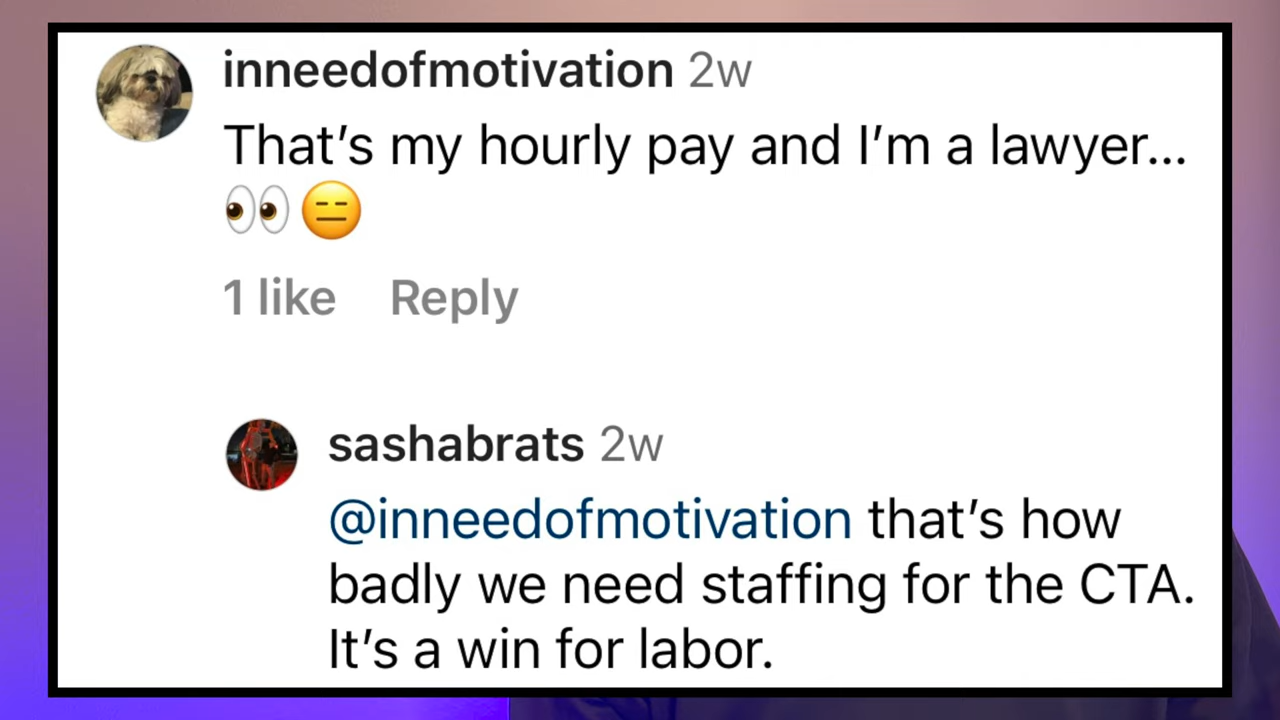 inneedofmotivation 2w
That’s my hourly pay and I’m a lawyer...
👀 😑
1 like Reply
sashabrats 2w
@inneedofmotivation that’s how
badly we need staffing for the CTA.
It’s a win for labor.